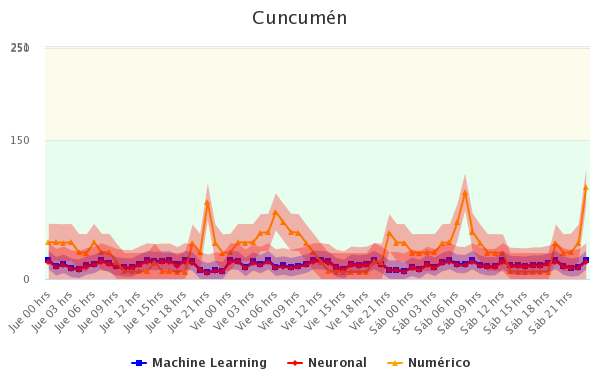 Cuncumén
250
150
0
Jue 00 hrs
Jue 03 hrs
Jue 06 hrs
Jue 09 hrs
Jue 12 hrs
Jue 15 hrs
Jue 18 hrs
Jue 21 hrs
Vie 00 hrs
Vie 03 hrs
Vie 06 hrs
Vie 09 hrs
Vie 12 hrs
Vie 15 hrs
Vie 18 hrs
Vie 21 hrs
Sáb 00 hrs
Sáb 03 hrs
Sáb 06 hrs
Sáb 09 hrs
Sáb 12 hrs
Sáb 15 hrs
Sáb 18 hrs
Sáb 21 hrs
Machine Learning Neuronal Numérico